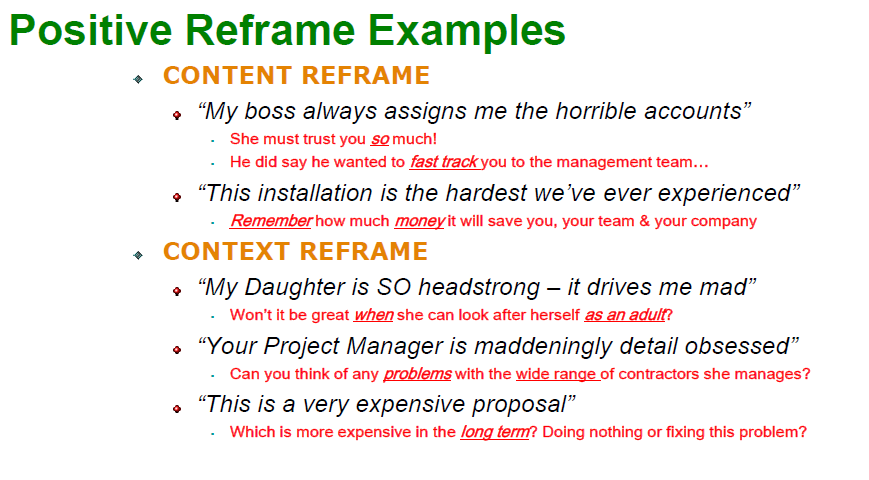 Positive Reframe Examples
CONTENT REFRAME
“My boss always assigns me the horrible accounts”
She must trust you so much!
He did say he wanted to fast track you to the management team…
“This installation is the hardest we’ve ever experienced”
Remember how much money it will save you, your team & your company
CONTEXT REFRAME
“My Daughter is SO headstrong – it drives me mad”
Won't it be great when she can look after herself as an adult?
“Your Project Manager is maddeningly detail obsessed”
Can you think of any problems with the wide range of contractors she manages?
“This is a very expensive proposal”
Which is more expensive in the long term? Doing nothing or fixing this problem?